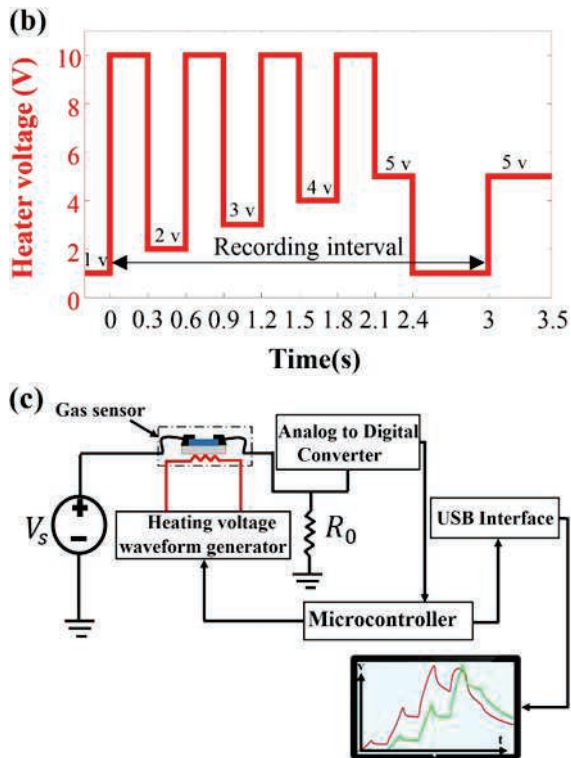 (b)
Heater voltage (V)
10
8
6
4
2
0
1 v
2 v
3 v
4 v
5 v
5 v
Recording interval
0 0.3 0.6 0.9 1.2 1.5 1.8 2.1 2.4 3 3.5
Time(s)
(c)
Gas sensor
Analog to Digital
Converter
USB Interface
Vs
Heating voltage
waveform generator
R0
Microcontroller
v
t